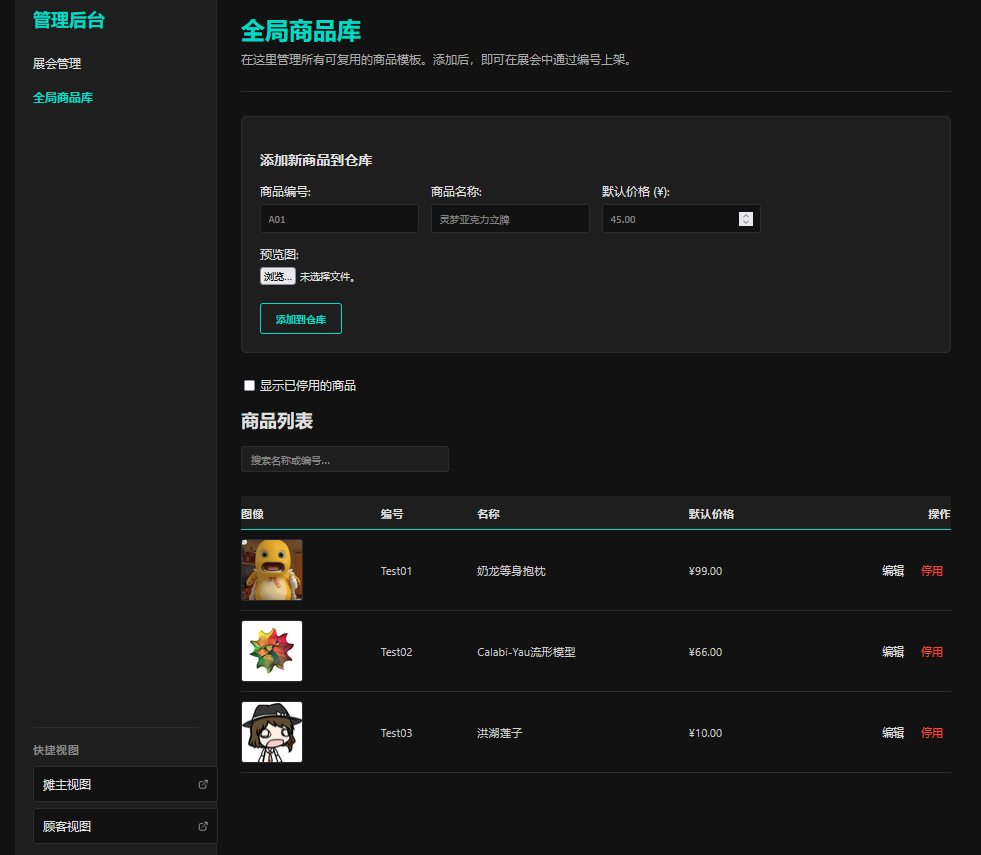 管理后台
展会管理
全局商品库
快捷视图
摊主视图
顾客视图
全局商品库
在这里管理所有可复用的商品模板。添加后，即可在展会中通过编号上架。
添加新商品到仓库
商品编号: 商品名称: 默认价格 (¥):
A01 灵梦亚克力立牌 45.00
预览图:
浏览... 未选择文件。
添加到仓库
显示已停用的商品
商品列表
搜索名称或编号...
图像 编号 名称 默认价格 操作
Test01 奶龙等身抱枕 ¥99.00 编辑 停用
Test02 Calabi-Yau流形模型 ¥66.00 编辑 停用
Test03 洪湖莲子 ¥10.00 编辑 停用